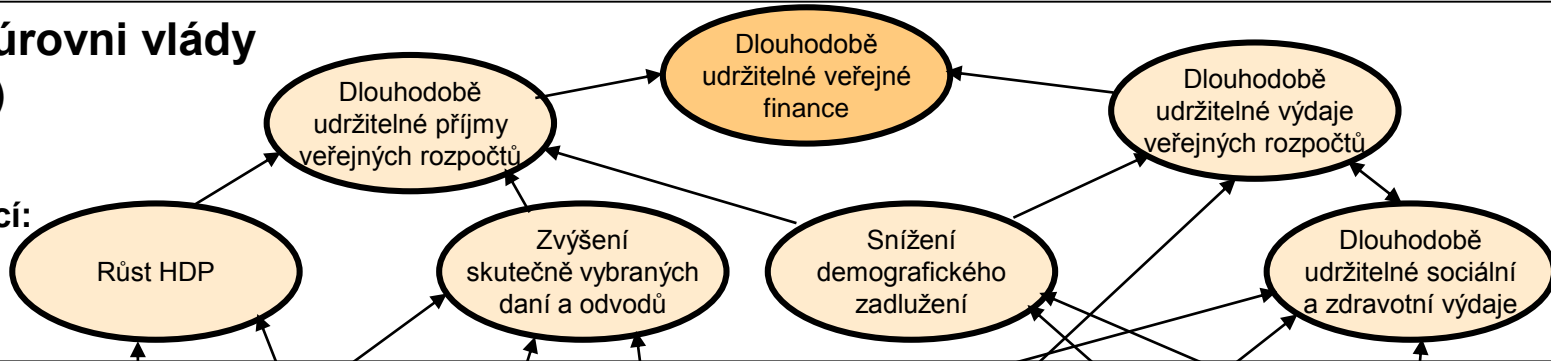 úrovni vlády
)
cí:
Dlouhodobě
udržitelné veřejné
finance
Dlouhodobě
udržitelné příjmy
veřejných rozpočtů
Dlouhodobě
udržitelné výdaje
veřejných rozpočtů
Růst HDP
Zvýšení
skutečně vybraných
daní a odvodů
Snížení
demografického
zadlužení
Dlouhodobě
udržitelné sociální
a zdravotní výdaje